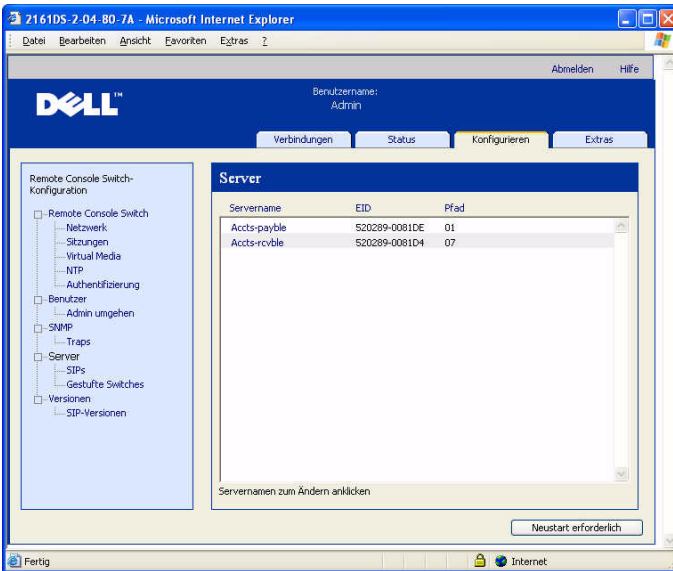 2161DS-2-04-80-7A - Microsoft Internet Explorer
Datei Bearbeiten Ansicht Favoriten Extras ?
Abmelden Hilfe
DELL™
Benutzername:
Admin
Verbindungen Status Konfigurieren Extras
Remote Console Switch-
Konfiguration
Remote Console Switch
Netzwerk
Sitzungen
Virtual Media
NTP
Authentifizierung
Benutzer
Admin umgehen
SNMP
Traps
Server
SIPs
Gestufte Switches
Versionen
SIP-Versionen
Server
Servername EID Pfad
Accts-payble 520289-0081DE 01
Accts-rcvble 520289-0081D4 07
Servernamen zum Ändern anklicken
Neustart erforderlich
Fertig Internet